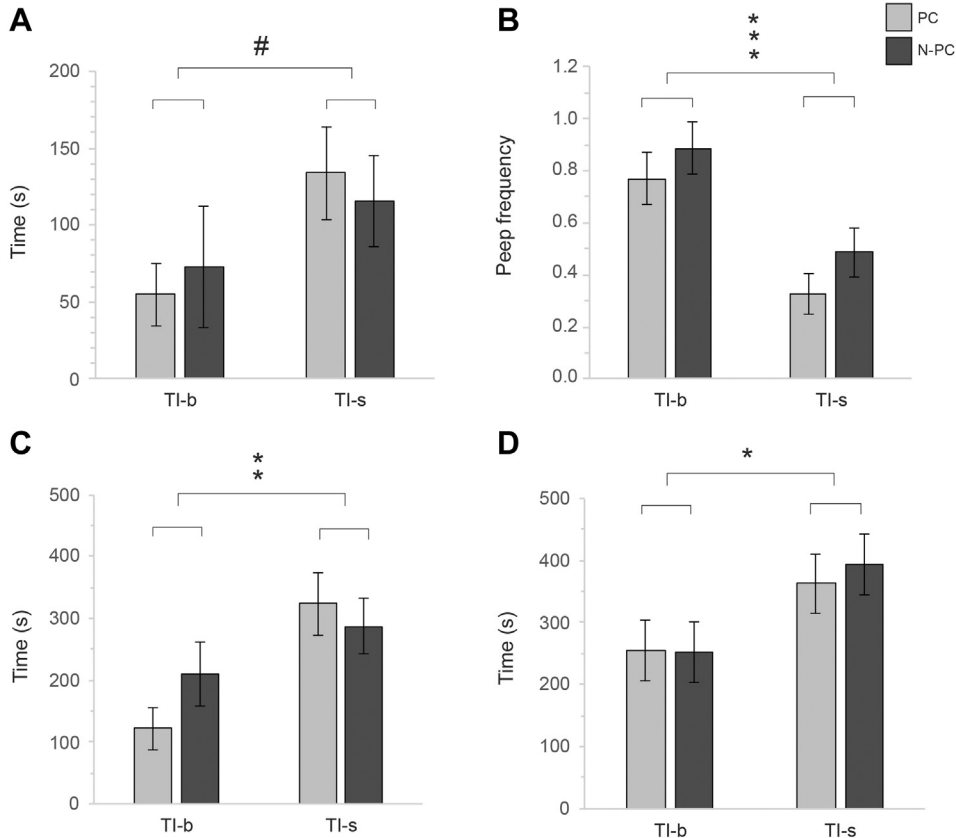 A
#
Time (s)
200
150
100
50
0
TI-b TI-s
B
*
*
*
PC
N-PC
Peep frequency
1.2
1.0
0.8
0.6
0.4
0.2
0.0
TI-b TI-s
C
*
*
Time (s)
500
400
300
200
100
0
TI-b TI-s
D
*
Time (s)
500
400
300
200
100
0
TI-b TI-s